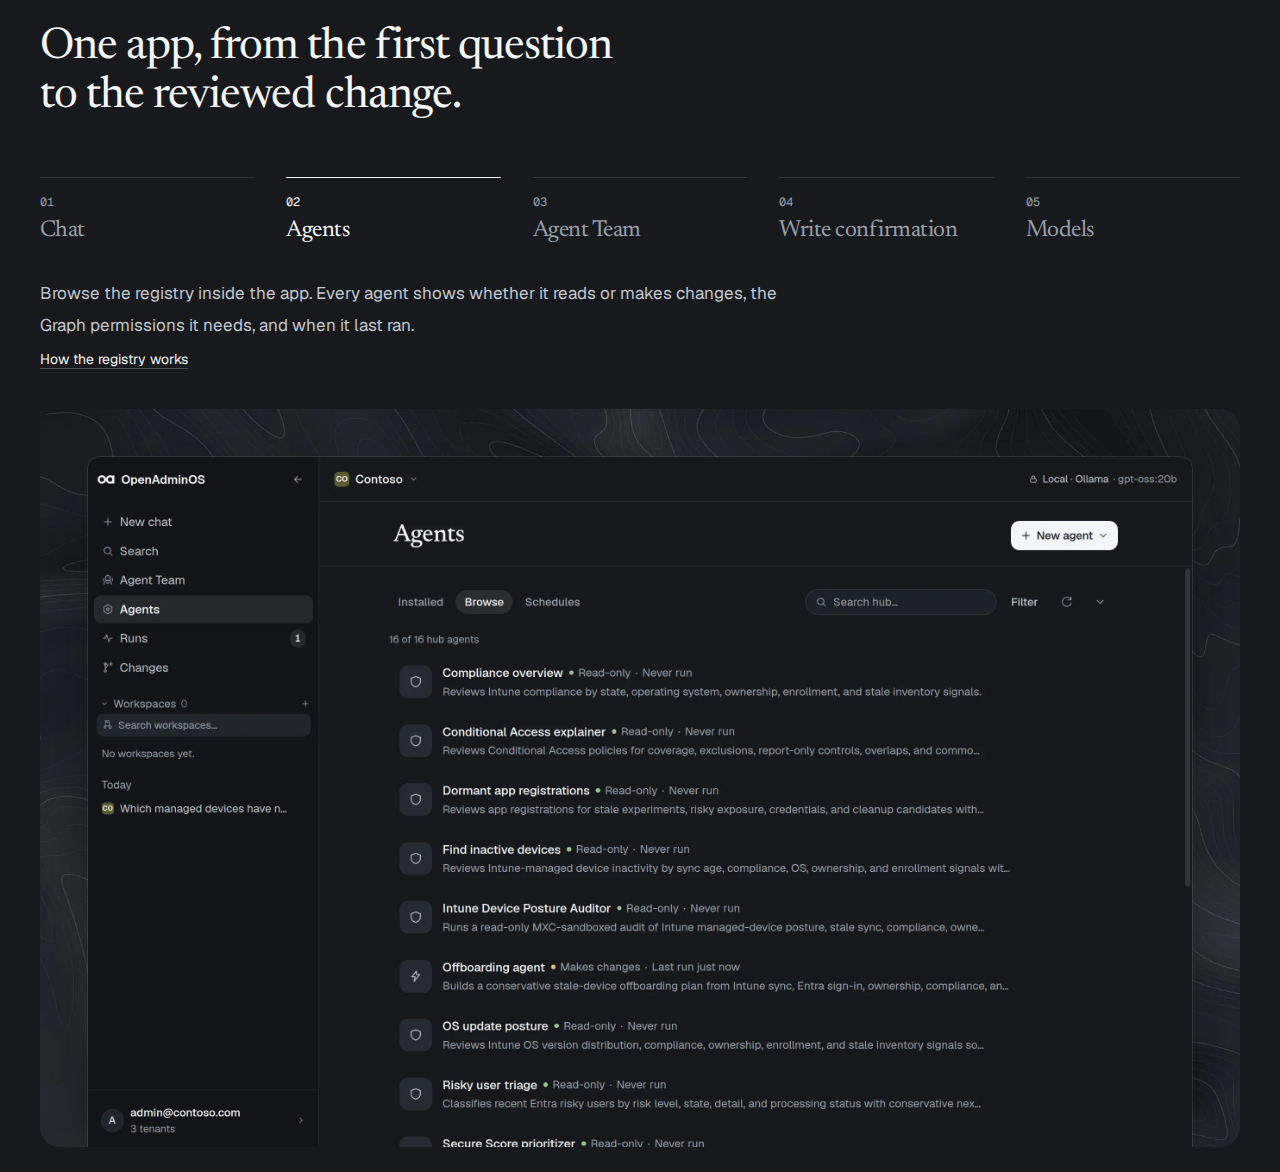 One app, from the first question
to the reviewed change.
01
Chat
02
Agents
03
Agent Team
04
Write confirmation
05
Models
Browse the registry inside the app. Every agent shows whether it reads or makes changes, the
Graph permissions it needs, and when it last ran.
How the registry works
OpenAdminOS
New chat
Search
Agent Team
Agents
Runs 1
Changes
Workspaces 0
Search workspaces...
No workspaces yet.
Today
CO Which managed devices have n...
A
admin@contoso.com
3 tenants
CO Contoso
Local · Ollama · gpt-oss:20b
Agents
New agent
Installed Browse Schedules
Search hub...
Filter
16 of 16 hub agents
Compliance overview • Read-only · Never run
Reviews Intune compliance by state, operating system, ownership, enrollment, and stale inventory signals.
Conditional Access explainer • Read-only · Never run
Reviews Conditional Access policies for coverage, exclusions, report-only controls, overlaps, and commo...
Dormant app registrations • Read-only · Never run
Reviews app registrations for stale experiments, risky exposure, credentials, and cleanup candidates with...
Find inactive devices • Read-only · Never run
Reviews Intune-managed device inactivity by sync age, compliance, OS, ownership, and enrollment signals wit...
Intune Device Posture Auditor • Read-only · Never run
Runs a read-only MXC-sandboxed audit of Intune managed-device posture, stale sync, compliance, owne...
Offboarding agent • Makes changes · Last run just now
Builds a conservative stale-device offboarding plan from Intune sync, Entra sign-in, ownership, compliance, an...
OS update posture • Read-only · Never run
Reviews Intune OS version distribution, compliance, ownership, enrollment, and stale inventory signals so...
Risky user triage • Read-only · Never run
Classifies recent Entra risky users by risk level, state, detail, and processing status with conservative nex...
Secure Score prioritizer • Read-only · Never run